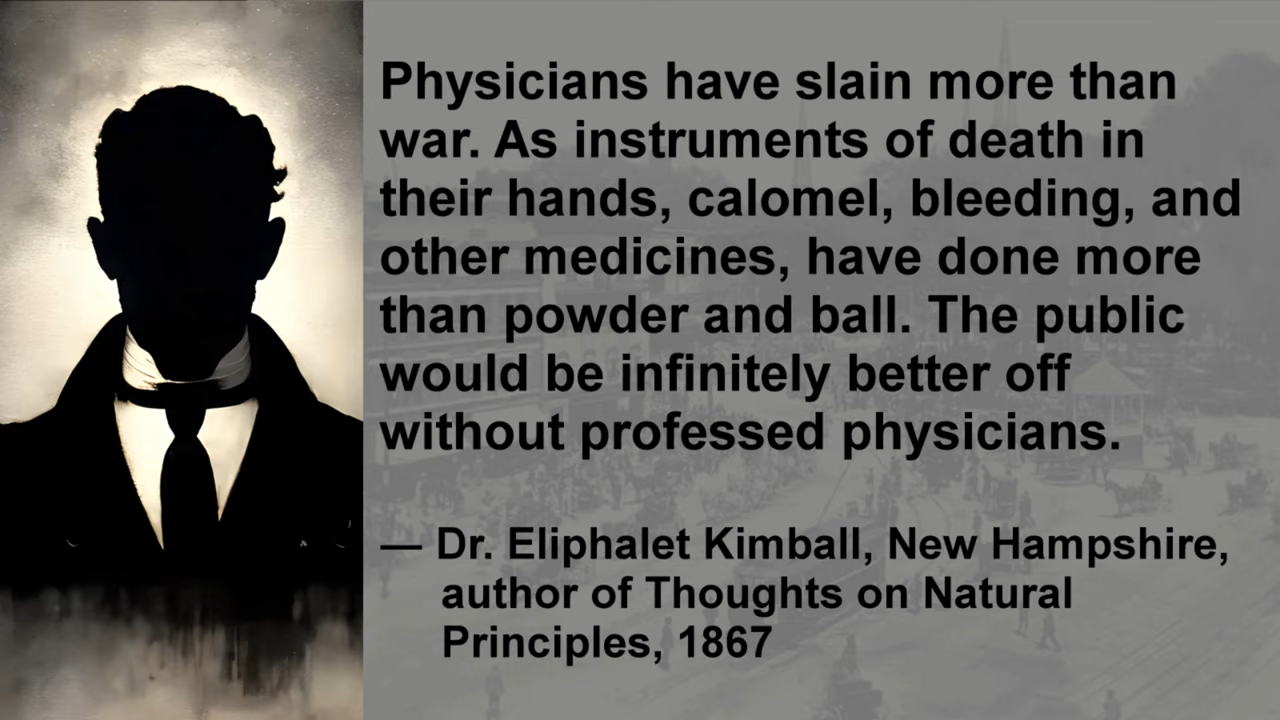 Physicians have slain more than
war. As instruments of death in
their hands, calomel, bleeding, and
other medicines, have done more
than powder and ball. The public
would be infinitely better off
without professed physicians.
— Dr. Eliphalet Kimball, New Hampshire,
author of Thoughts on Natural
Principles, 1867